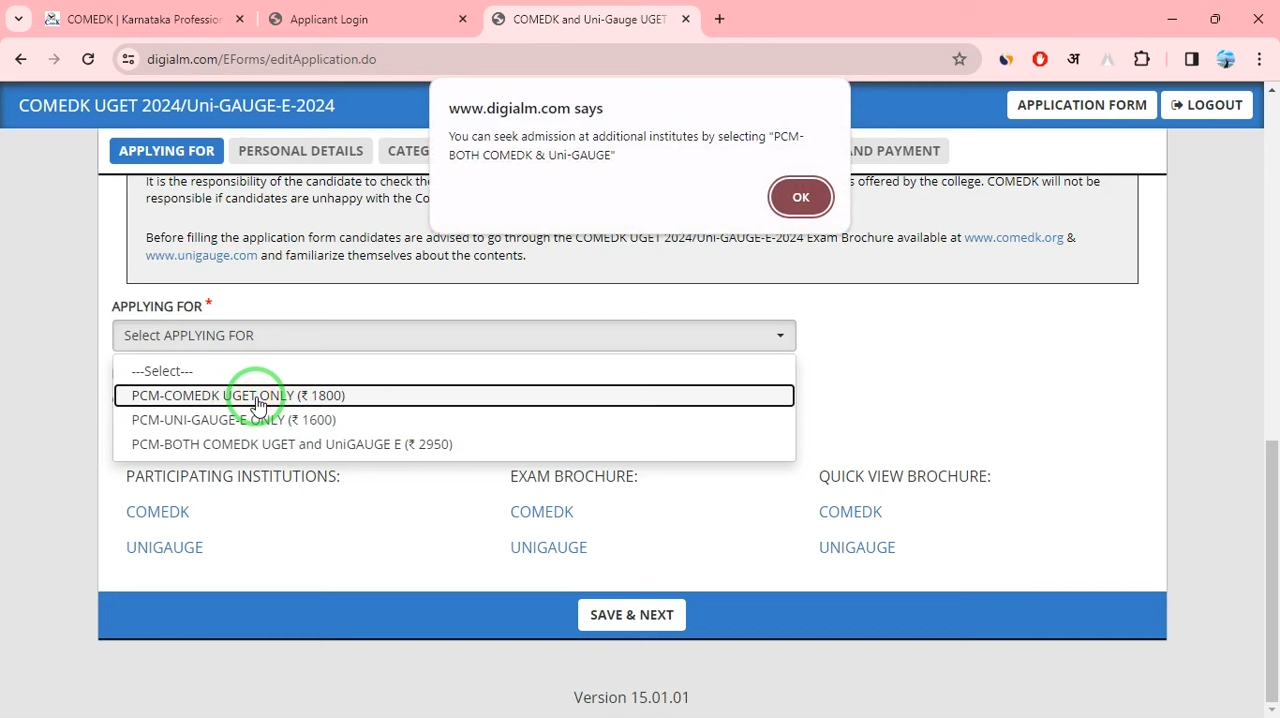 COMEDK | Karnataka Profession
Applicant Login
COMEDK and Uni-Gauge UGET
digialm.com/EForms/editApplication.do
COMEDK UGET 2024/Uni-GAUGE-E-2024
APPLICATION FORM
LOGOUT
www.digialm.com says
You can seek admission at additional institutes by selecting "PCM-
BOTH COMEDK & Uni-GAUGE"
OK
APPLYING FOR
PERSONAL DETAILS
CATEG
AND PAYMENT
It is the responsibility of the candidate to check the
s offered by the college. COMEDK will not be
responsible if candidates are unhappy with the Co
Before filling the application form candidates are advised to go through the COMEDK UGET 2024/Uni-GAUGE-E-2024 Exam Brochure available at www.comedk.org &
www.unigauge.com and familiarize themselves about the contents.
APPLYING FOR *
Select APPLYING FOR
---Select---
PCM-COMEDK UGET ONLY (₹ 1800)
PCM-UNI-GAUGE-E ONLY (₹ 1600)
PCM-BOTH COMEDK UGET and UniGAUGE E (₹ 2950)
PARTICIPATING INSTITUTIONS:
EXAM BROCHURE:
QUICK VIEW BROCHURE:
COMEDK
COMEDK
COMEDK
UNIGAUGE
UNIGAUGE
UNIGAUGE
SAVE & NEXT
Version 15.01.01